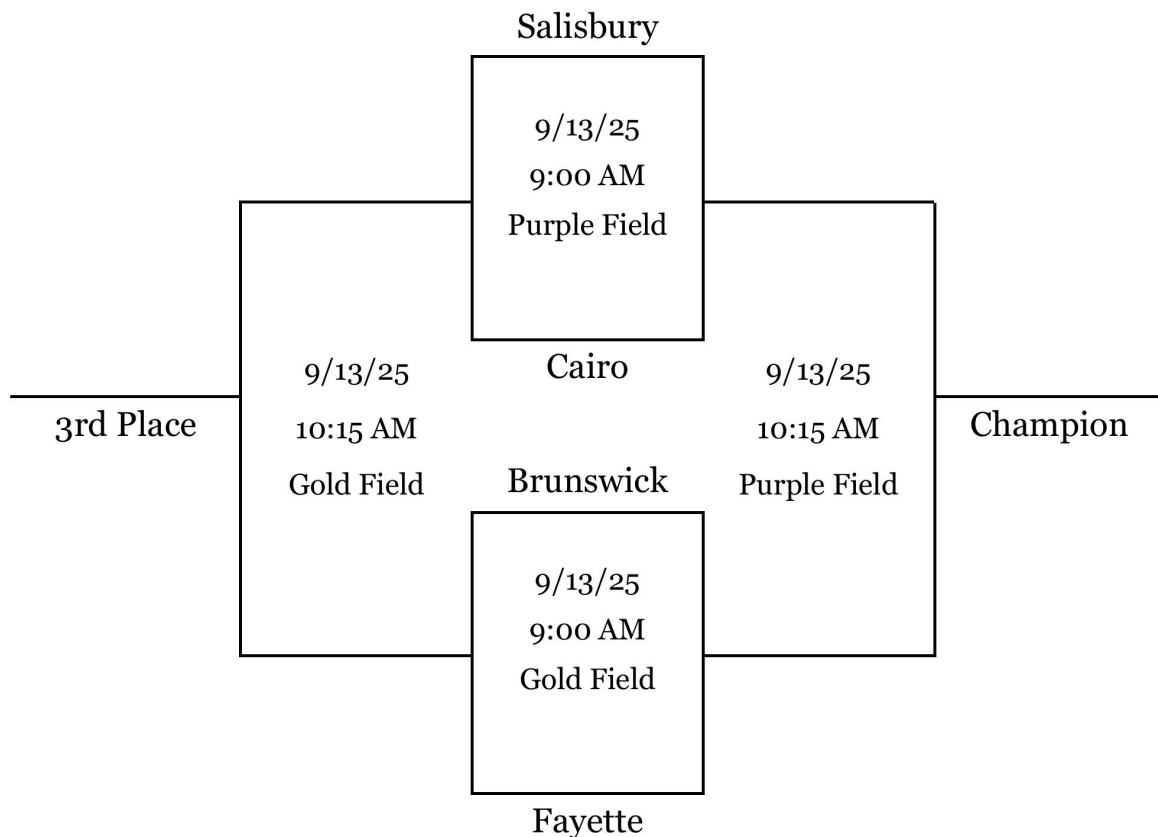 Salisbury
9/13/25
9:00 AM
Purple Field
Cairo
9/13/25
10:15 AM
Gold Field
3rd Place
9/13/25
10:15 AM
Purple Field
Champion
Brunswick
9/13/25
9:00 AM
Gold Field
Fayette